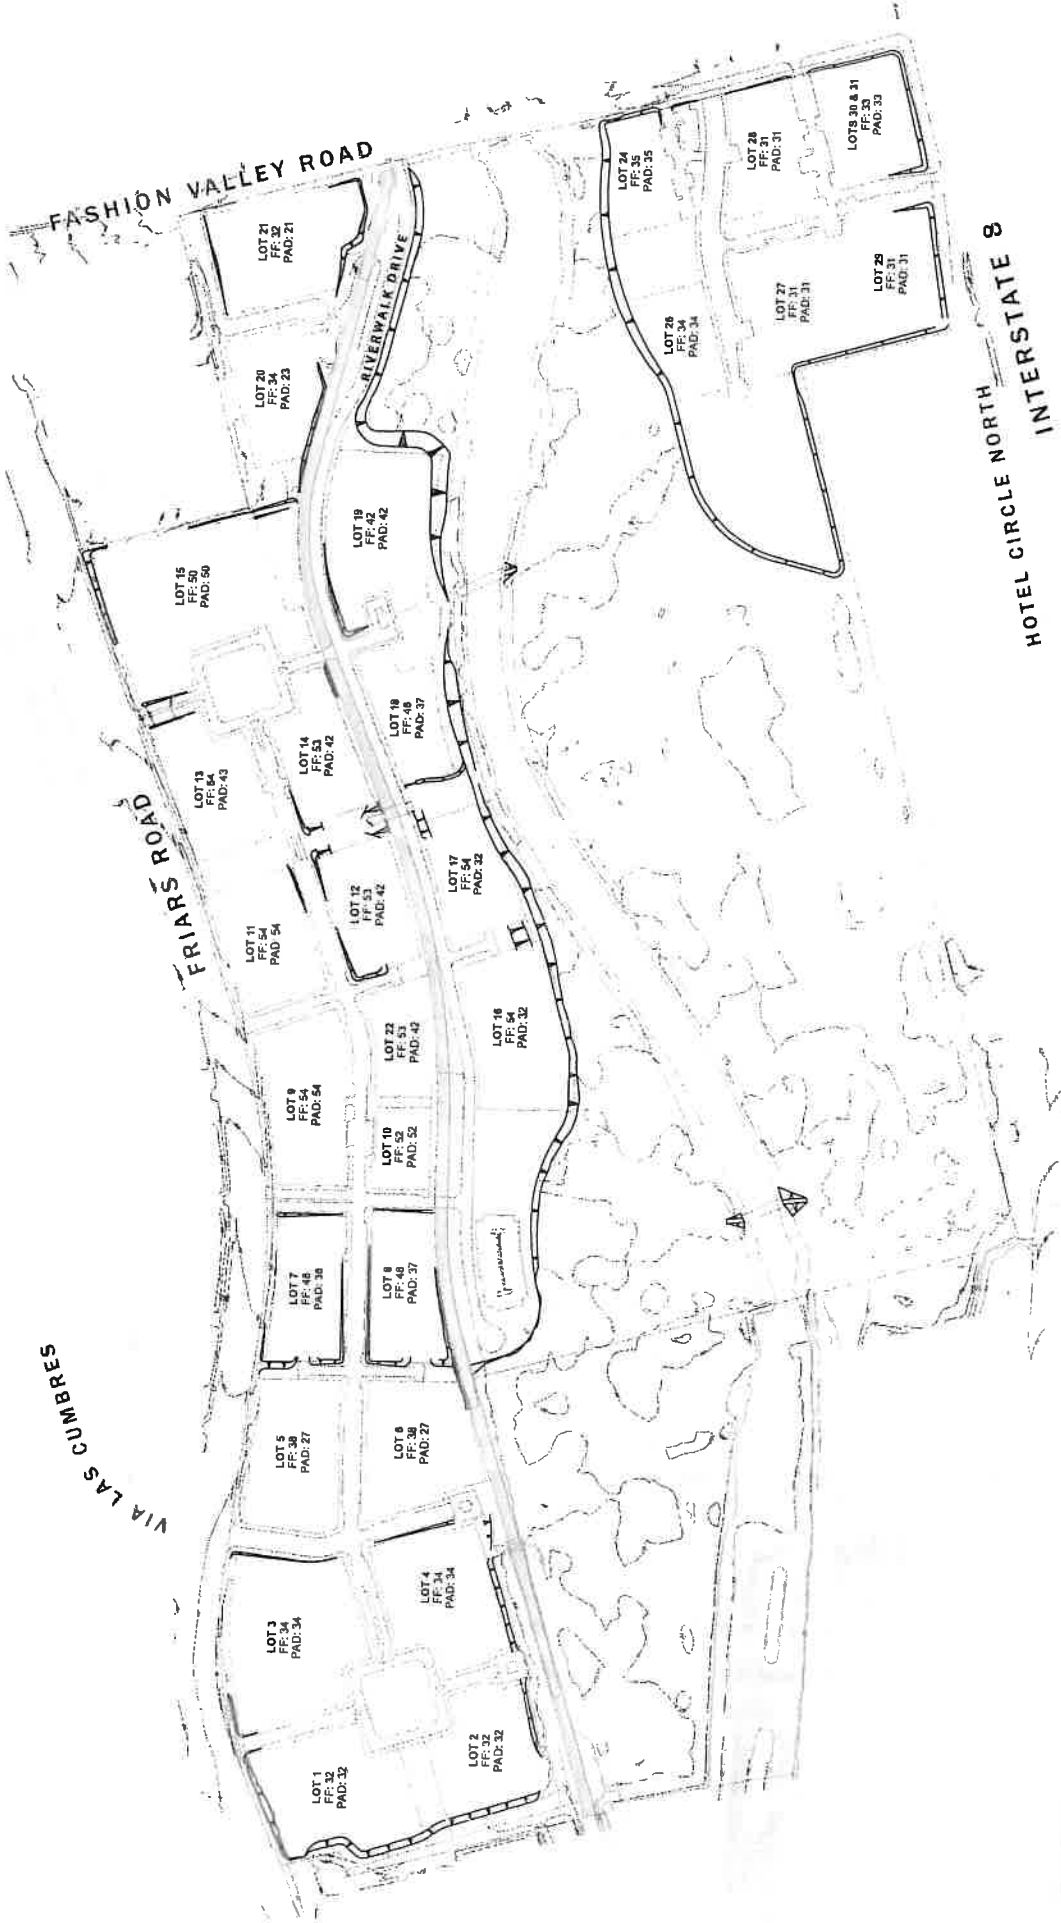 FASHION VALLEY ROAD
LOT 21
FF: 32
PAD: 21
RIVERWALK DRIVE
LOT 20
FF: 34
PAD: 23
LOT 24
FF: 35
PAD: 35
LOT 28
FF: 31
PAD: 31
LOTS 30 & 31
FF: 33
PAD: 33
LOT 26
FF: 34
PAD: 34
LOT 27
FF: 31
PAD: 31
LOT 29
FF: 31
PAD: 31
HOTEL CIRCLE NORTH
INTERSTATE 8
LOT 15
FF: 50
PAD: 50
LOT 19
FF: 42
PAD: 42
LOT 13
FF: 54
PAD: 43
LOT 14
FF: 53
PAD: 42
LOT 18
FF: 48
PAD: 37
FRIARS ROAD
LOT 11
FF: 54
PAD: 54
LOT 12
FF: 53
PAD: 42
LOT 17
FF: 54
PAD: 32
LOT 9
FF: 54
PAD: 54
LOT 22
FF: 53
PAD: 42
LOT 10
FF: 52
PAD: 52
LOT 16
FF: 54
PAD: 32
LOT 7
FF: 48
LOT 8
FF: 48
PAD: 37
VIA LAS CUMBRES
LOT 5
FF: 38
PAD: 27
LOT 6
FF: 38
PAD: 27
LOT 3
FF: 34
PAD: 34
LOT 4
FF: 34
PAD: 34
LOT 1
FF: 32
PAD: 32
LOT 2
FF: 32
PAD: 32